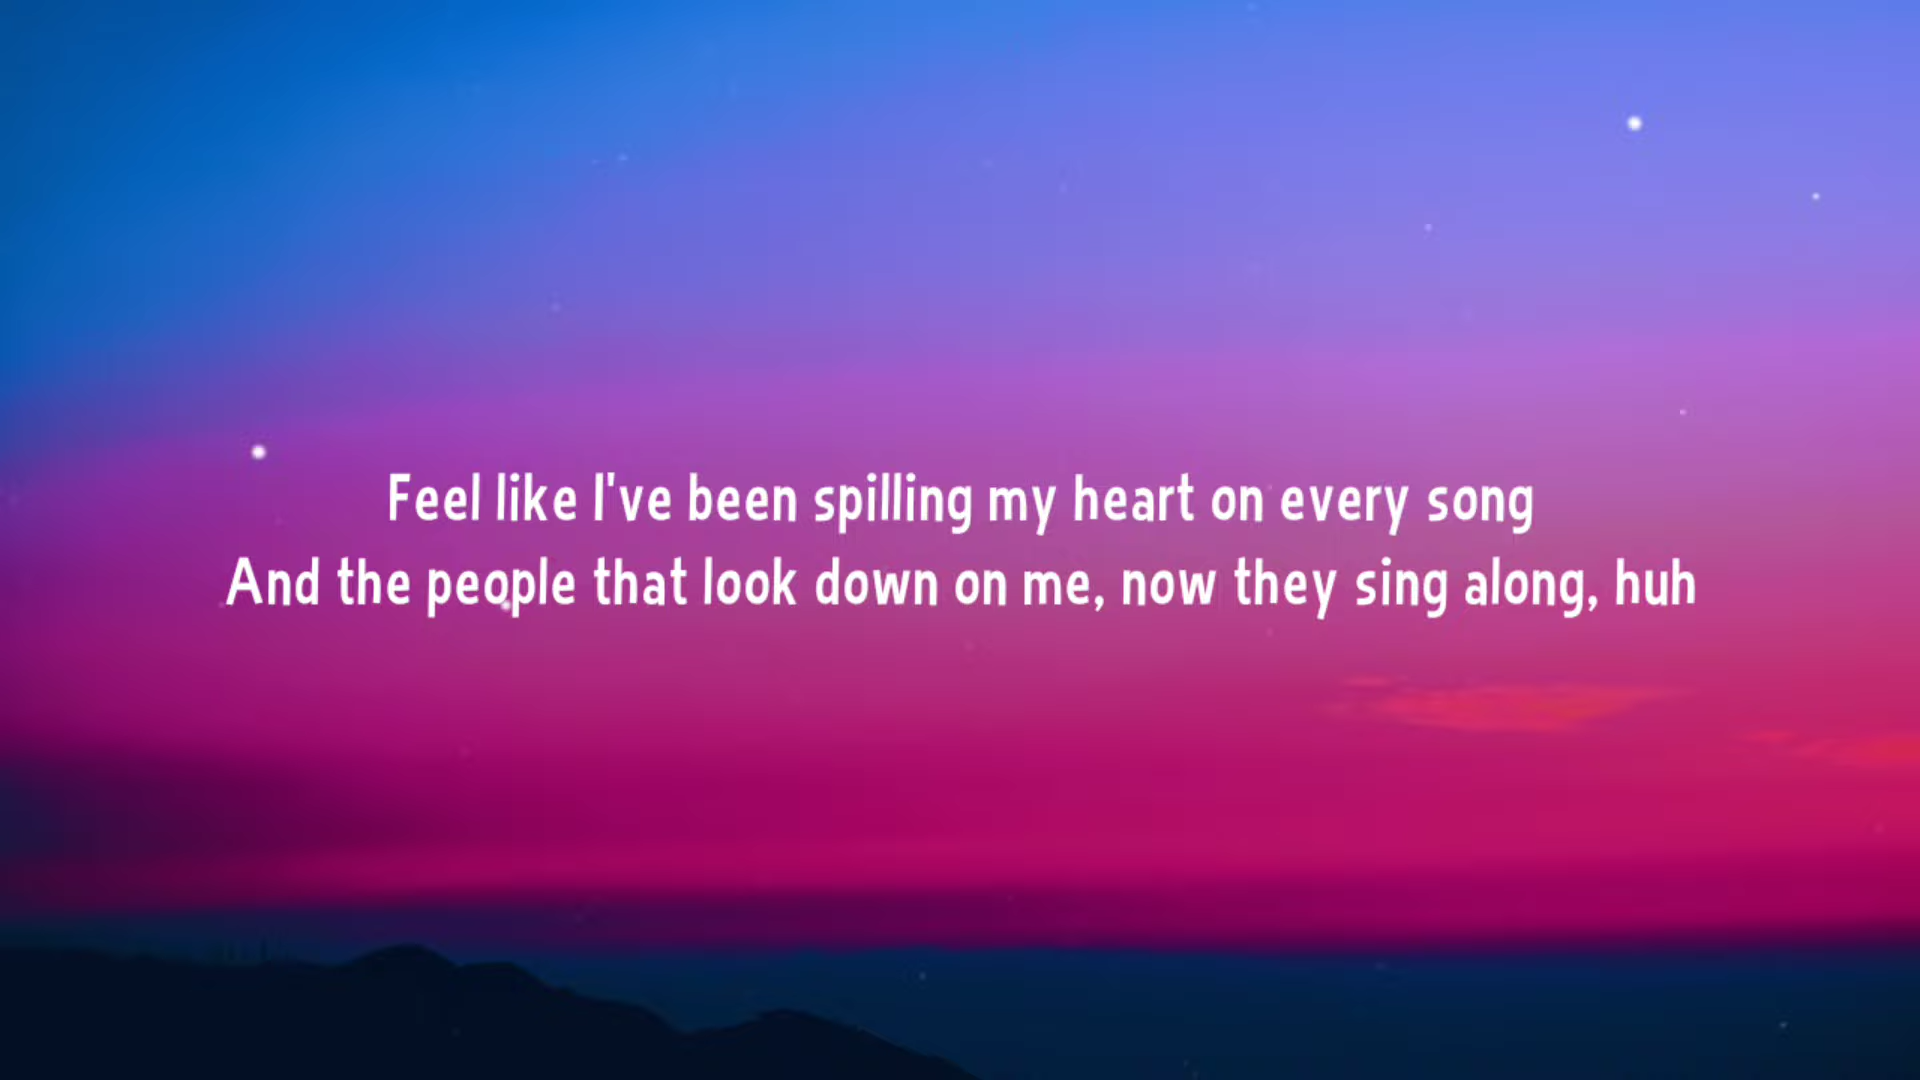 Feel like I've been spilling my heart on every song
And the people that look down on me, now they sing along, huh